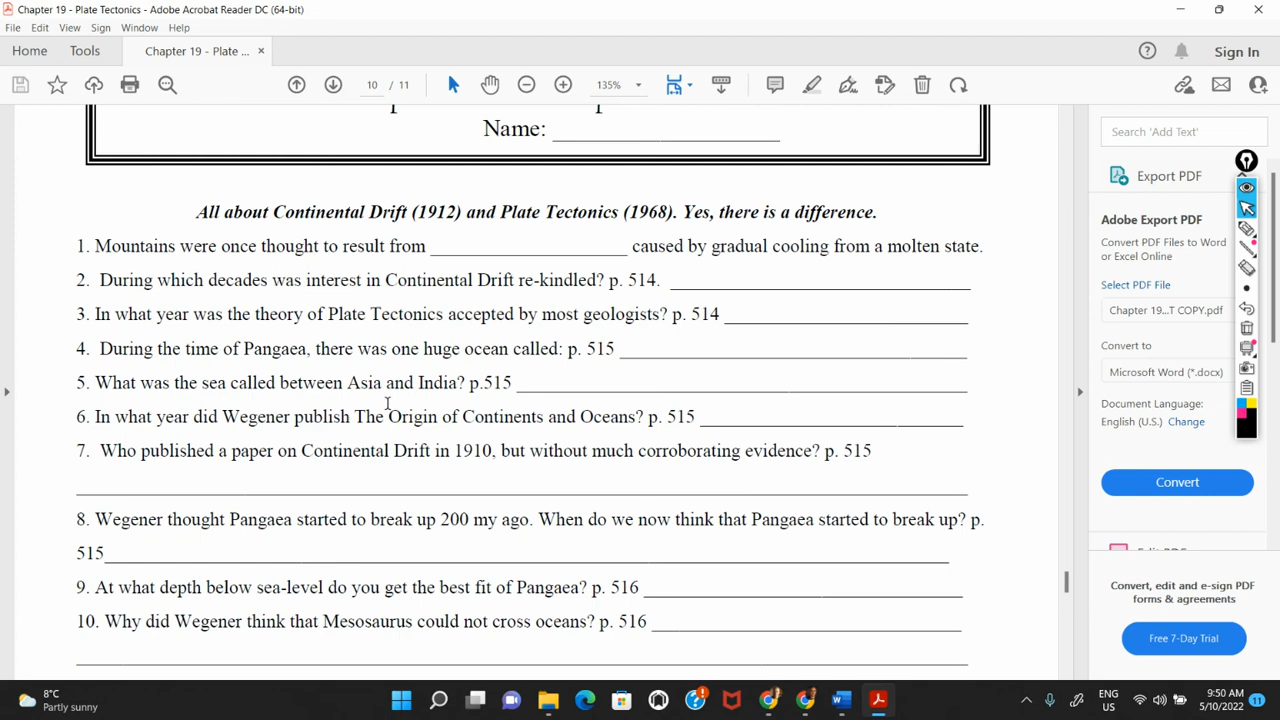 Chapter 19 - Plate Tectonics - Adobe Acrobat Reader DC (64-bit)
File Edit View Sign Window Help
Home Tools Chapter 19 - Plate ... × Sign In
10 / 11 135%
Name: ____________________
Search 'Add Text'
Export PDF
Adobe Export PDF
Convert PDF Files to Word
or Excel Online
Select PDF File
Chapter 19...T COPY.pdf
Convert to
Microsoft Word (*.docx)
Document Language:
English (U.S.) Change
Convert
Convert, edit and e-sign PDF
forms & agreements
Free 7-Day Trial
All about Continental Drift (1912) and Plate Tectonics (1968). Yes, there is a difference.
1. Mountains were once thought to result from ____________________ caused by gradual cooling from a molten state.
2. During which decades was interest in Continental Drift re-kindled? p. 514. ____________________
3. In what year was the theory of Plate Tectonics accepted by most geologists? p. 514 ____________________
4. During the time of Pangaea, there was one huge ocean called: p. 515 ____________________
5. What was the sea called between Asia and India? p.515 ____________________
6. In what year did Wegener publish The Origin of Continents and Oceans? p. 515 ____________________
7. Who published a paper on Continental Drift in 1910, but without much corroborating evidence? p. 515
____________________
8. Wegener thought Pangaea started to break up 200 my ago. When do we now think that Pangaea started to break up? p.
515____________________
9. At what depth below sea-level do you get the best fit of Pangaea? p. 516 ____________________
10. Why did Wegener think that Mesosaurus could not cross oceans? p. 516 ____________________
____________________
8°C
Partly sunny
ENG
US
9:50 AM
5/10/2022